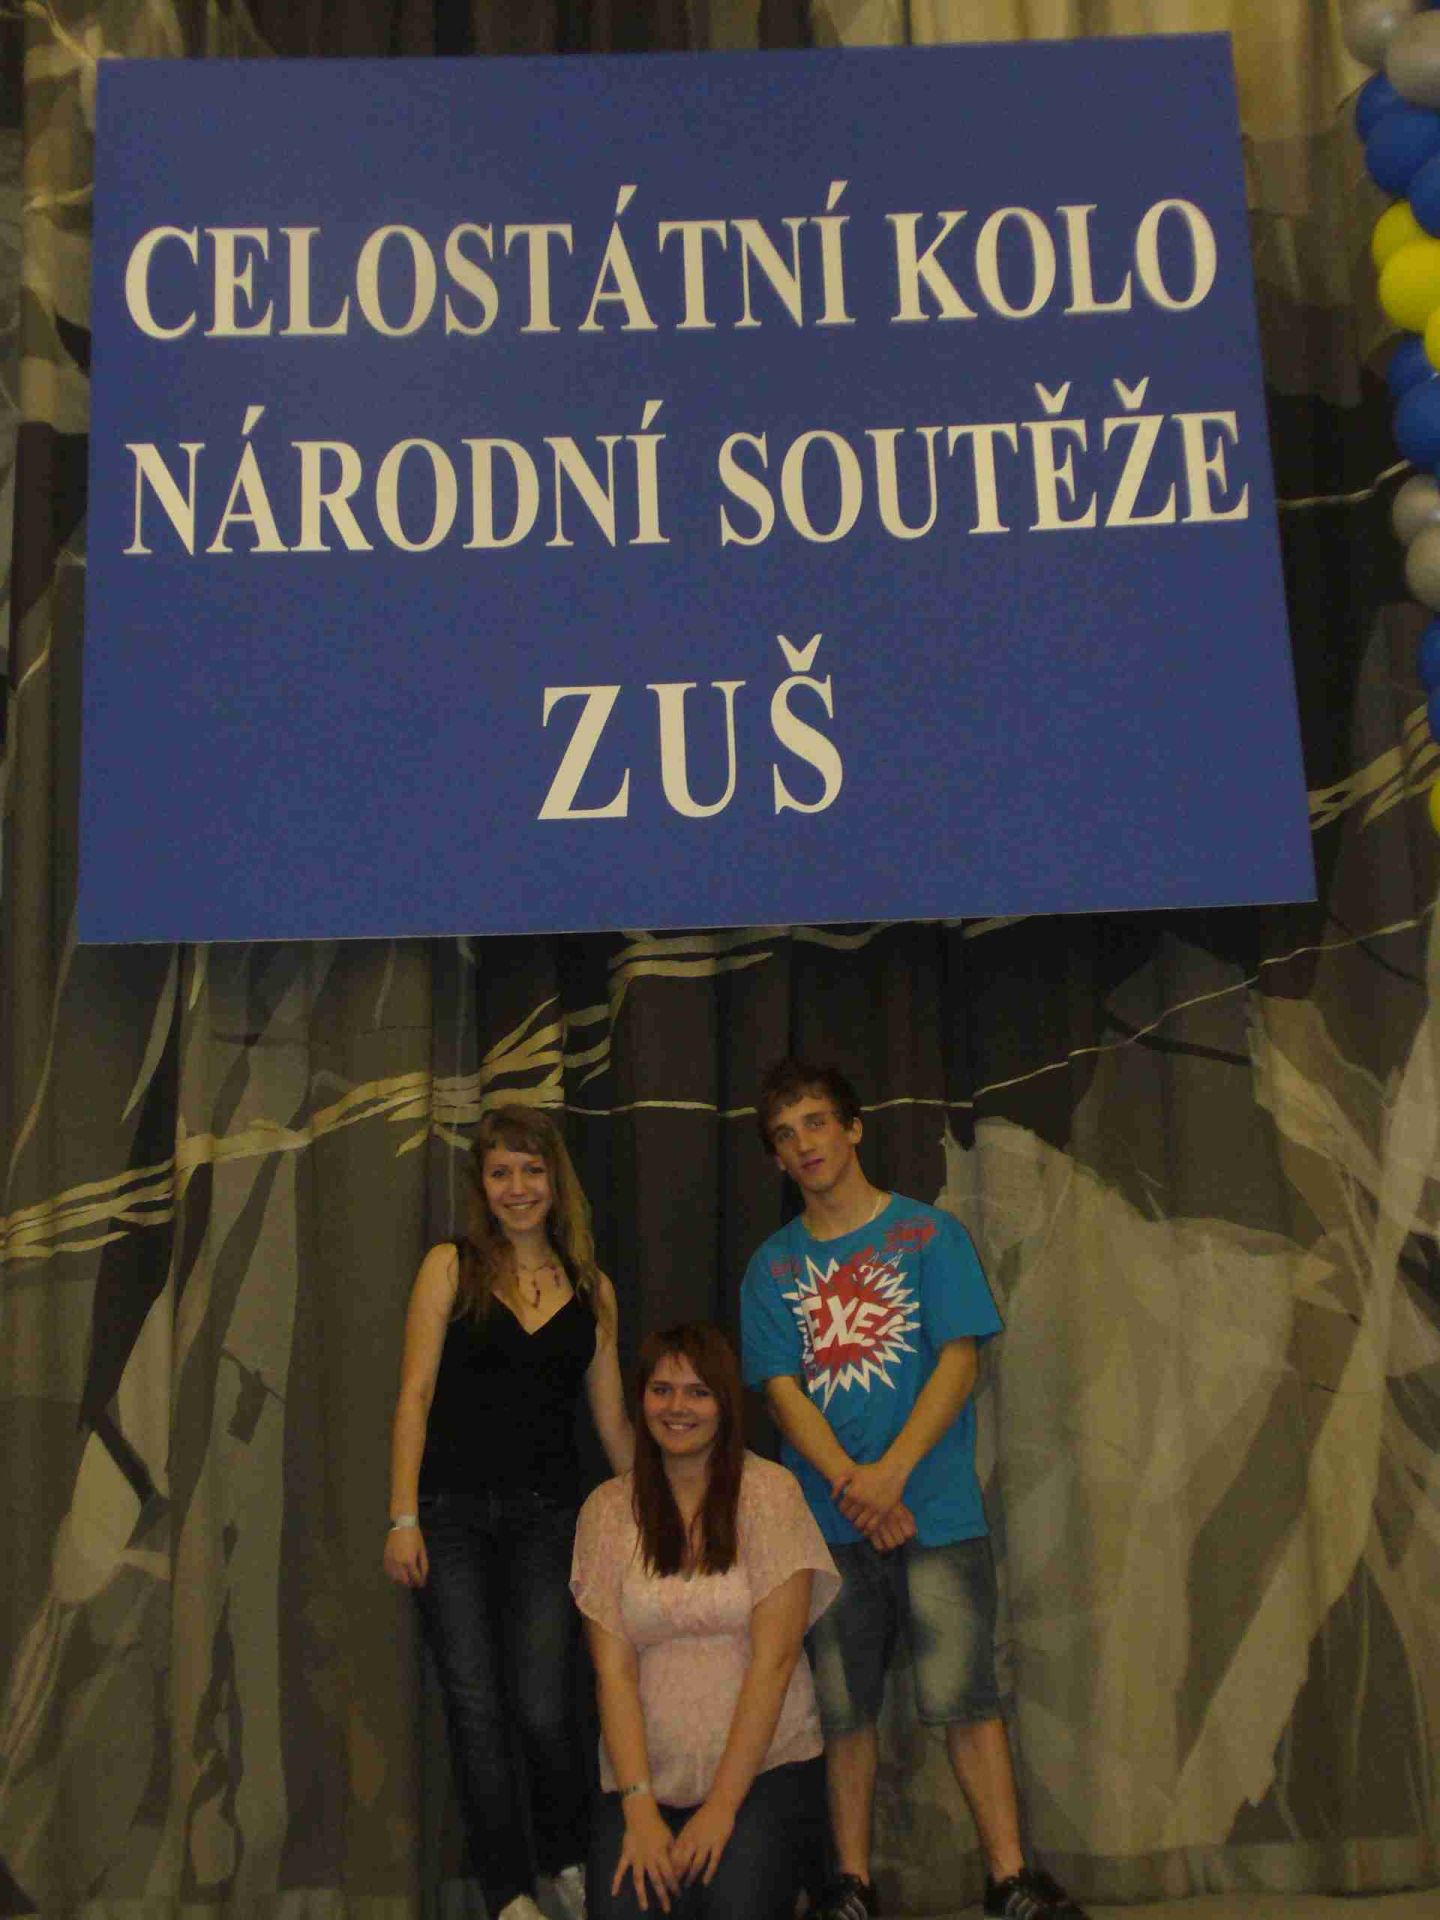 CELOSTÁTNÍ KOLO
NÁRODNÍ SOUTĚŽE
ZUŠ
EXE